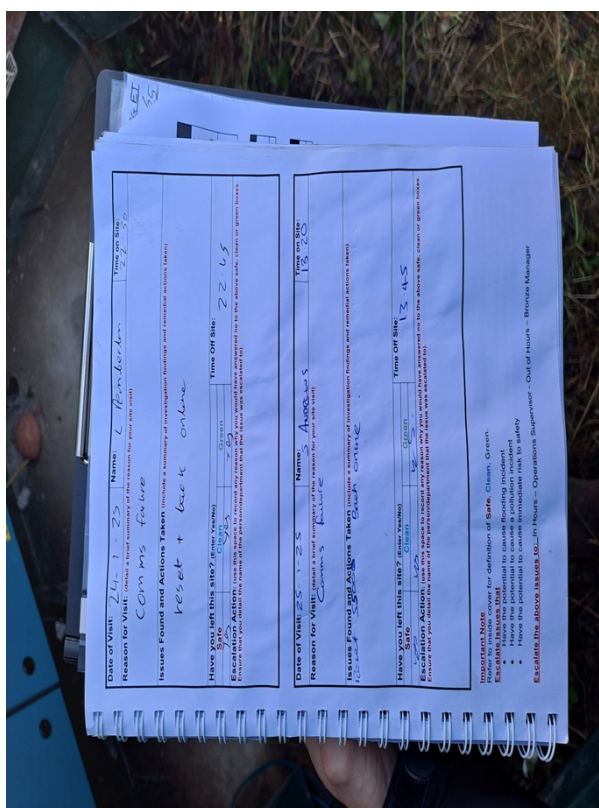 Date of Visit: 24-1-25 Name: L Pemberton Time on Site:
Reason for Visit: (detail a brief summary of the reason for your site visit)
comms failure
Issues Found and Actions Taken (include a summary of investigation findings and remedial actions taken)
reset + back online
Have you left this site? (Enter Yes/No) Time Off Site: 22 45
Safe Clean Green
Yes
Escalation Action: (use this space to record any reason why you would have answered no to the above safe, clean or green boxes
Ensure that you detail the name of the person/department that the issue was escalated to).
Date of Visit: 25-1-25 Name: S Andrews Time on Site: 13:20
Reason for Visit: (detail a brief summary of the reason for your site visit)
Comms failure
Issues Found and Actions Taken (include a summary of investigation findings and remedial actions taken)
Back online.
Have you left this site? (Enter Yes/No) Time Off Site: 13 45
Safe Clean Green
Yes Yes Yes
Escalation Action: (use this space to record any reason why you would have answered no to the above safe, clean or green boxes
Ensure that you detail the name of the person/department that the issue was escalated to).
Important Note
Refer to inside cover for definition of Safe, Clean, Green.
Escalate Issues that
• Have the potential to cause flooding incident
• Have the potential to cause a pollution incident
• Have the potential to cause immediate risk to safety
Escalate the above issues to: In Hours – Operations Supervisor - Out of Hours – Bronze Manager